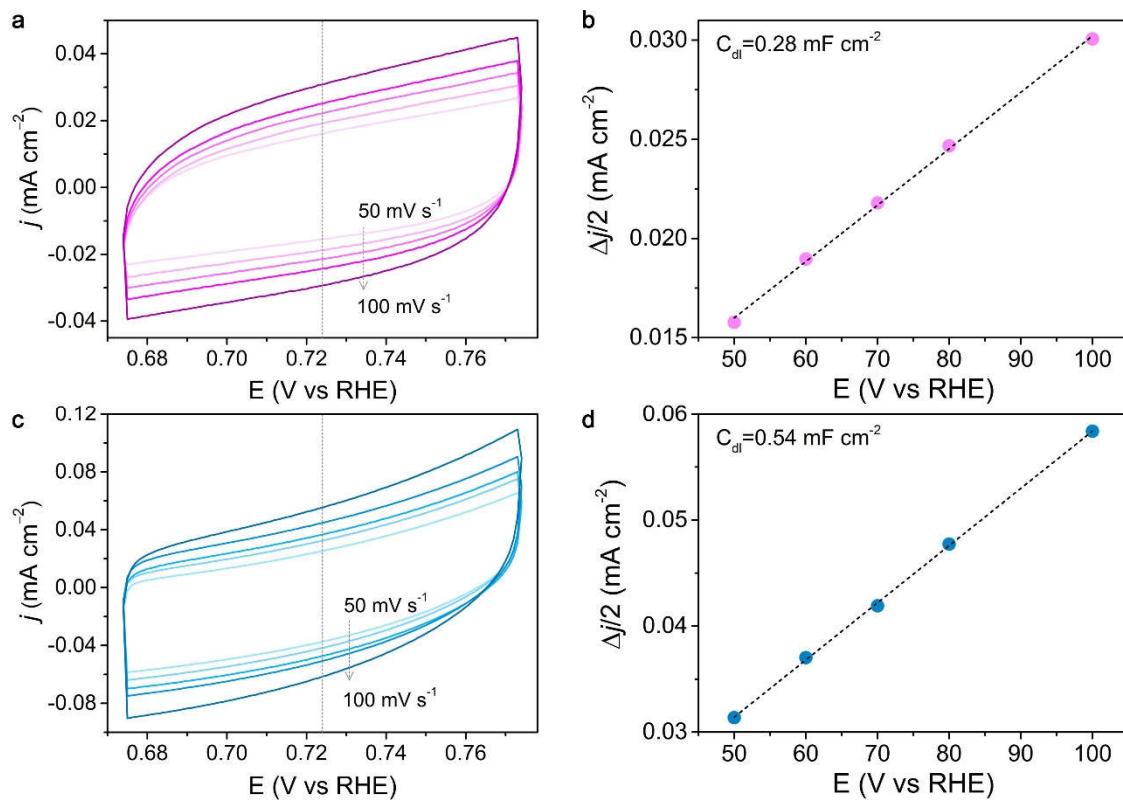 a
j (mA cm⁻²)
0.04
0.02
0.00
-0.02
-0.04
50 mV s⁻¹
100 mV s⁻¹
0.68 0.70 0.72 0.74 0.76
E (V vs RHE)
b
Δj/2 (mA cm⁻²)
C_dl=0.28 mF cm⁻²
0.030
0.025
0.020
0.015
50 60 70 80 90 100
E (V vs RHE)
c
j (mA cm⁻²)
0.12
0.08
0.04
0.00
-0.04
-0.08
50 mV s⁻¹
100 mV s⁻¹
0.68 0.70 0.72 0.74 0.76
E (V vs RHE)
d
Δj/2 (mA cm⁻²)
C_dl=0.54 mF cm⁻²
0.06
0.05
0.04
0.03
50 60 70 80 90 100
E (V vs RHE)